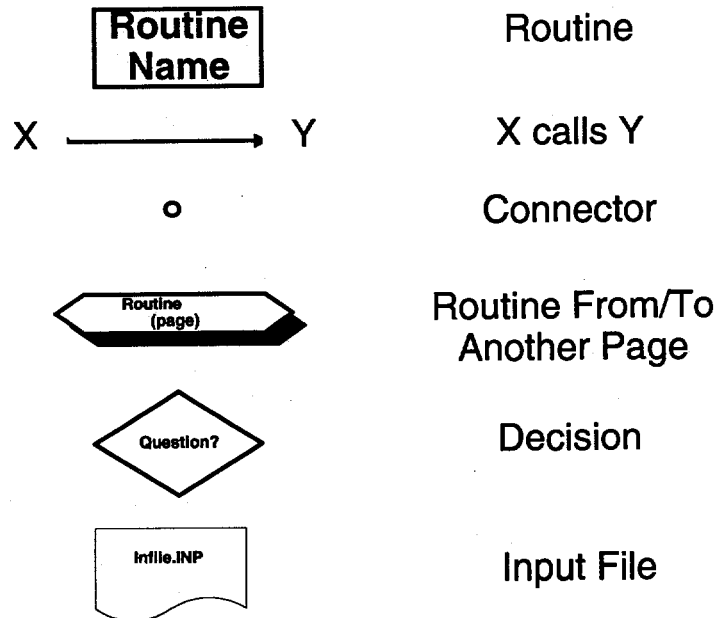 Routine
Name
Routine
X
Y
X calls Y
Connector
Routine
(page)
Routine From/To
Another Page
Question?
Decision
Infile.INP
Input File